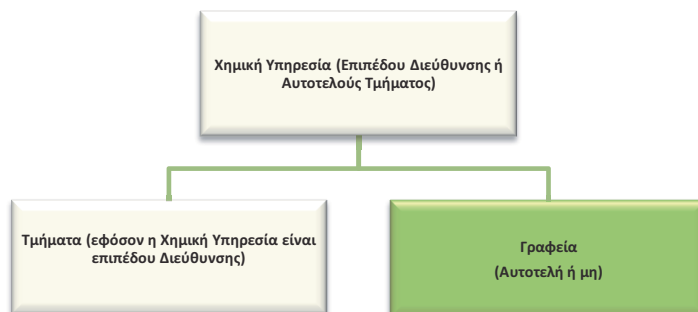 Χημική Υπηρεσία (Επιπέδου Διεύθυνσης ή
Αυτοτελούς Τμήματος)
Τμήματα (εφόσον η Χημική Υπηρεσία είναι
επιπέδου Διεύθυνσης)
Γραφεία
(Αυτοτελή ή μη)